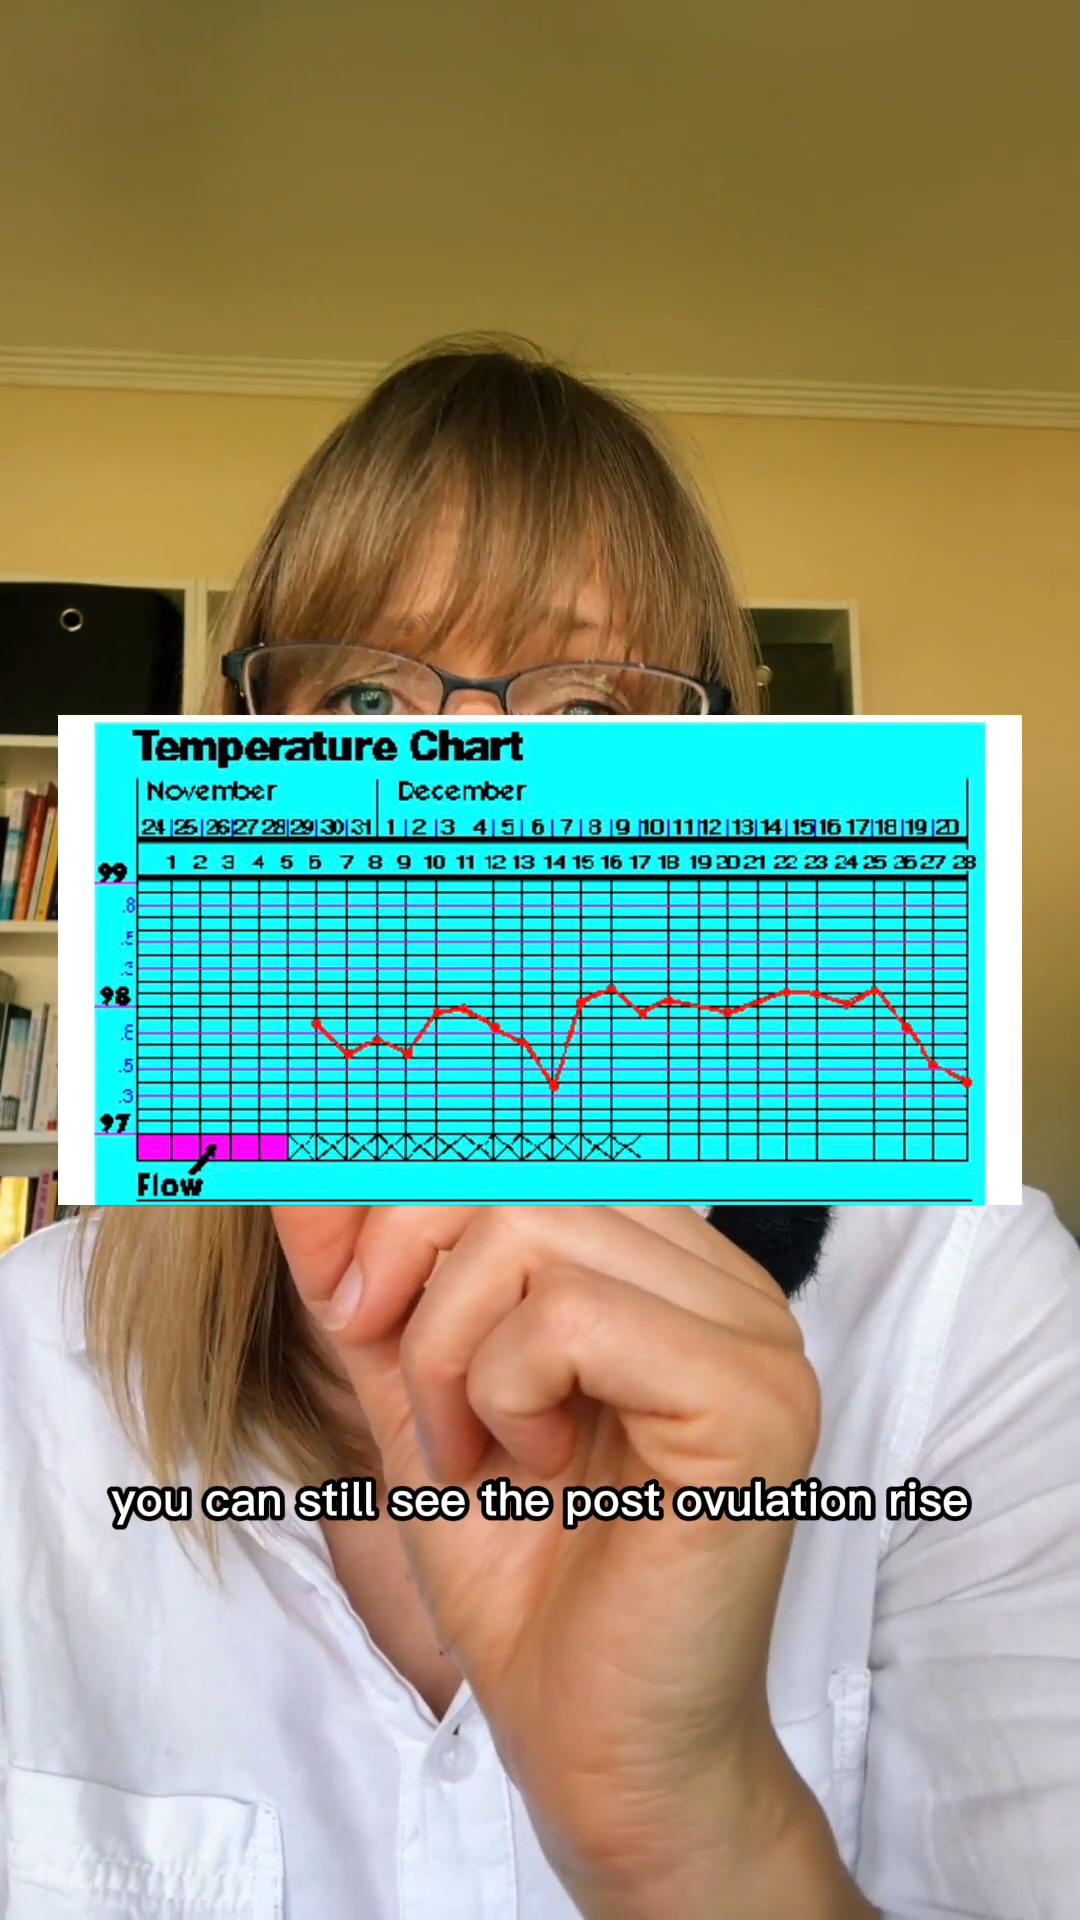 Temperature Chart
November December
24 25 26 27 28 29 30 31 1 2 3 4 5 6 7 8 9 10 11 12 13 14 15 16 17 18 19 20
1 2 3 4 5 6 7 8 9 10 11 12 13 14 15 16 17 18 19 20 21 22 23 24 25 26 27 28
99
.8
.5
.3
98
.8
.5
.3
97
Flow
you can still see the post ovulation rise